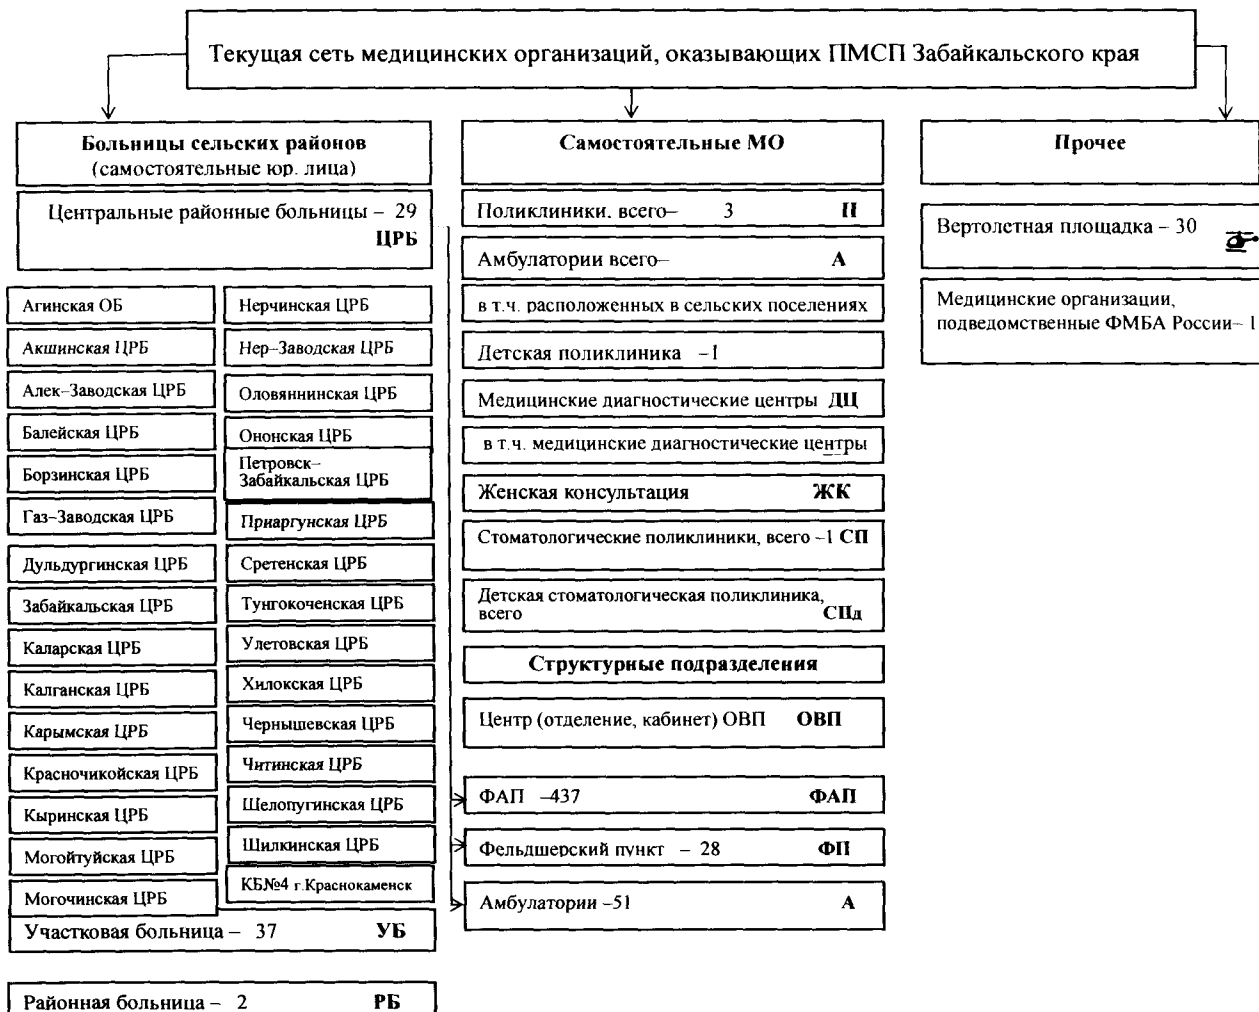 Текущая сеть медицинских организаций, оказывающих ПМСП Забайкальского края
Больницы сельских районов
(самостоятельные юр. лица)
Центральные районные больницы – 29
ЦРБ
Агинская ОБ
Акшинская ЦРБ
Алек–Заводская ЦРБ
Балейская ЦРБ
Борзинская ЦРБ
Газ–Заводская ЦРБ
Дульдургинская ЦРБ
Забайкальская ЦРБ
Каларская ЦРБ
Калганская ЦРБ
Карымская ЦРБ
Красночикойская ЦРБ
Кыринская ЦРБ
Могойтуйская ЦРБ
Могочинская ЦРБ
Нерчинская ЦРБ
Нер–Заводская ЦРБ
Оловяннинская ЦРБ
Ононская ЦРБ
Петровск–
Забайкальская ЦРБ
Приаргунская ЦРБ
Сретенская ЦРБ
Тунгокоченская ЦРБ
Улетовская ЦРБ
Хилокская ЦРБ
Чернышевская ЦРБ
Читинская ЦРБ
Шелопугинская ЦРБ
Шилкинская ЦРБ
КБ№4 г.Краснокаменск
Участковая больница – 37 УБ
Районная больница – 2 РБ
Самостоятельные МО
Поликлиники, всего– 3 П
Амбулатории всего– А
в т.ч. расположенных в сельских поселениях
Детская поликлиника –1
Медицинские диагностические центры ДЦ
в т.ч. медицинские диагностические центры
Женская консультация ЖК
Стоматологические поликлиники, всего –1 СП
Детская стоматологическая поликлиника,
всего СПд
Структурные подразделения
Центр (отделение, кабинет) ОВП ОВП
ФАП –437 ФАП
Фельдшерский пункт – 28 ФП
Амбулатории –51 А
Прочее
Вертолетная площадка – 30
Медицинские организации,
подведомственные ФМБА России– 1